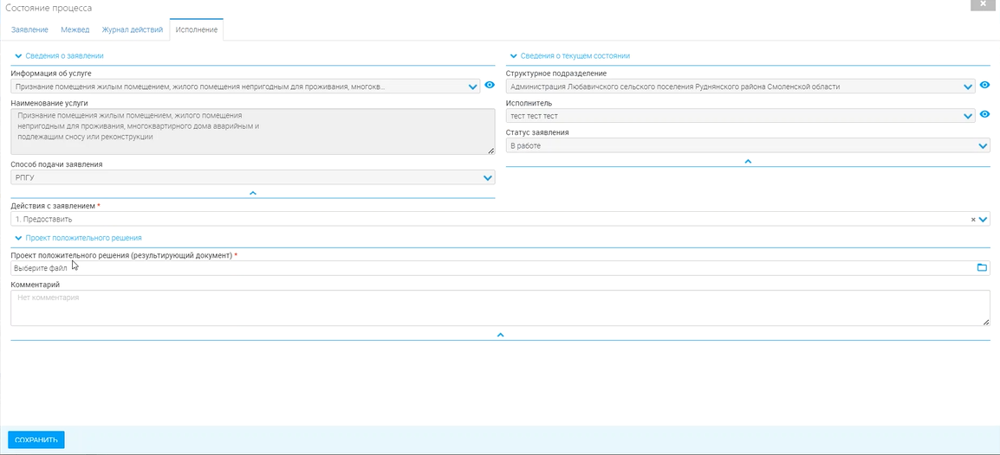 Состояние процесса
Заявление Межвед Журнал действий Исполнение
Сведения о заявлении
Информация об услуге
Признание помещения жилым помещением, жилого помещения непригодным для проживания, многокв...
Наименование услуги
Признание помещения жилым помещением, жилого помещения
непригодным для проживания, многоквартирного дома аварийным и
подлежащим сносу или реконструкции
Способ подачи заявления
РПГУ
Сведения о текущем состоянии
Структурное подразделение
Администрация Любавичского сельского поселения Руднянского района Смоленской области
Исполнитель
тест тест тест
Статус заявления
В работе
Действия с заявлением *
1. Предоставить
Проект положительного решения
Проект положительного решения (результирующий документ) *
Выберите файл
Комментарий
Нет комментария
СОХРАНИТЬ